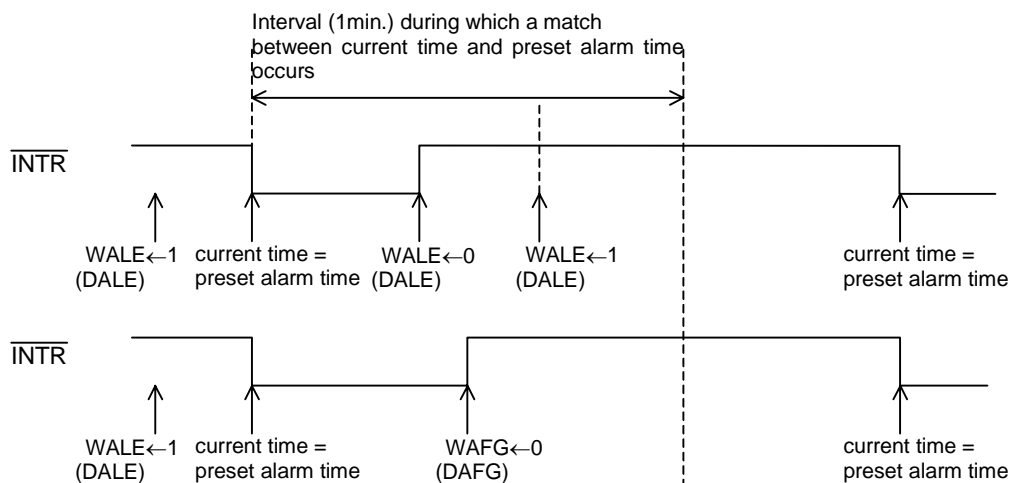 Interval (1min.) during which a match
between current time and preset alarm time
occurs
INTR
WALE←1 current time = WALE←0 WALE←1 current time =
(DALE) preset alarm time (DALE) (DALE) preset alarm time
INTR
WALE←1 current time = WAFG←0 current time =
(DALE) preset alarm time (DAFG) preset alarm time